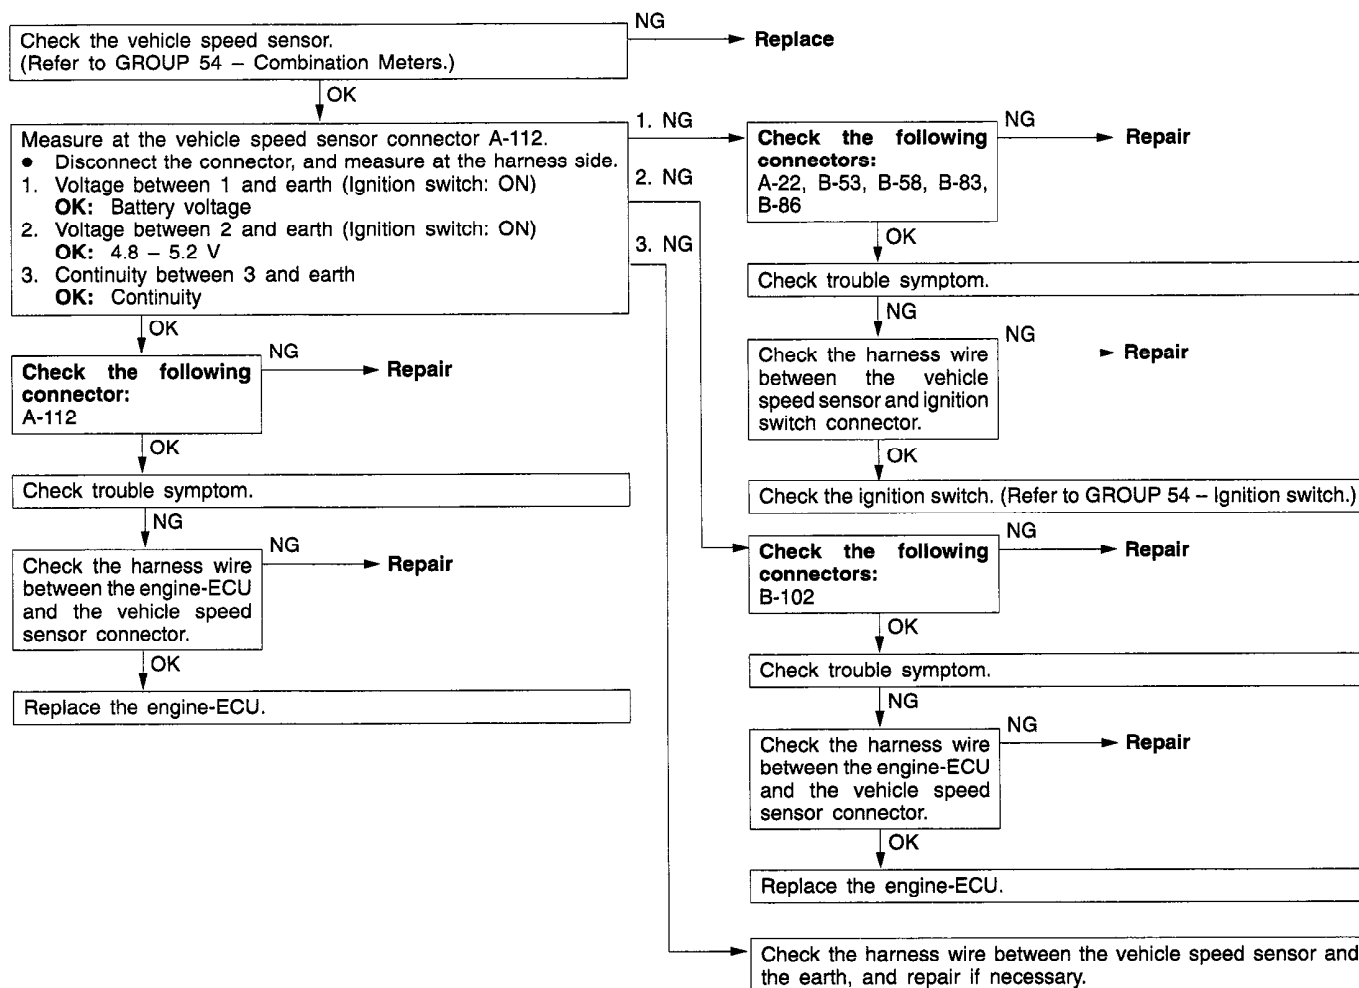 Check the vehicle speed sensor.
(Refer to GROUP 54 – Combination Meters.)
NG
Replace
OK
Measure at the vehicle speed sensor connector A-112.
● Disconnect the connector, and measure at the harness side.
1. Voltage between 1 and earth (Ignition switch: ON)
OK: Battery voltage
2. Voltage between 2 and earth (Ignition switch: ON)
OK: 4.8 – 5.2 V
3. Continuity between 3 and earth
OK: Continuity
1. NG
2. NG
3. NG
OK
Check the following
connector:
A-112
NG
Repair
OK
Check trouble symptom.
NG
Check the harness wire
between the engine-ECU
and the vehicle speed
sensor connector.
NG
Repair
OK
Replace the engine-ECU.
Check the following
connectors:
A-22, B-53, B-58, B-83,
B-86
NG
Repair
OK
Check trouble symptom.
NG
Check the harness wire
between the vehicle
speed sensor and ignition
switch connector.
NG
Repair
OK
Check the ignition switch. (Refer to GROUP 54 – Ignition switch.)
Check the following
connectors:
B-102
NG
Repair
OK
Check trouble symptom.
NG
Check the harness wire
between the engine-ECU
and the vehicle speed
sensor connector.
NG
Repair
OK
Replace the engine-ECU.
Check the harness wire between the vehicle speed sensor and
the earth, and repair if necessary.